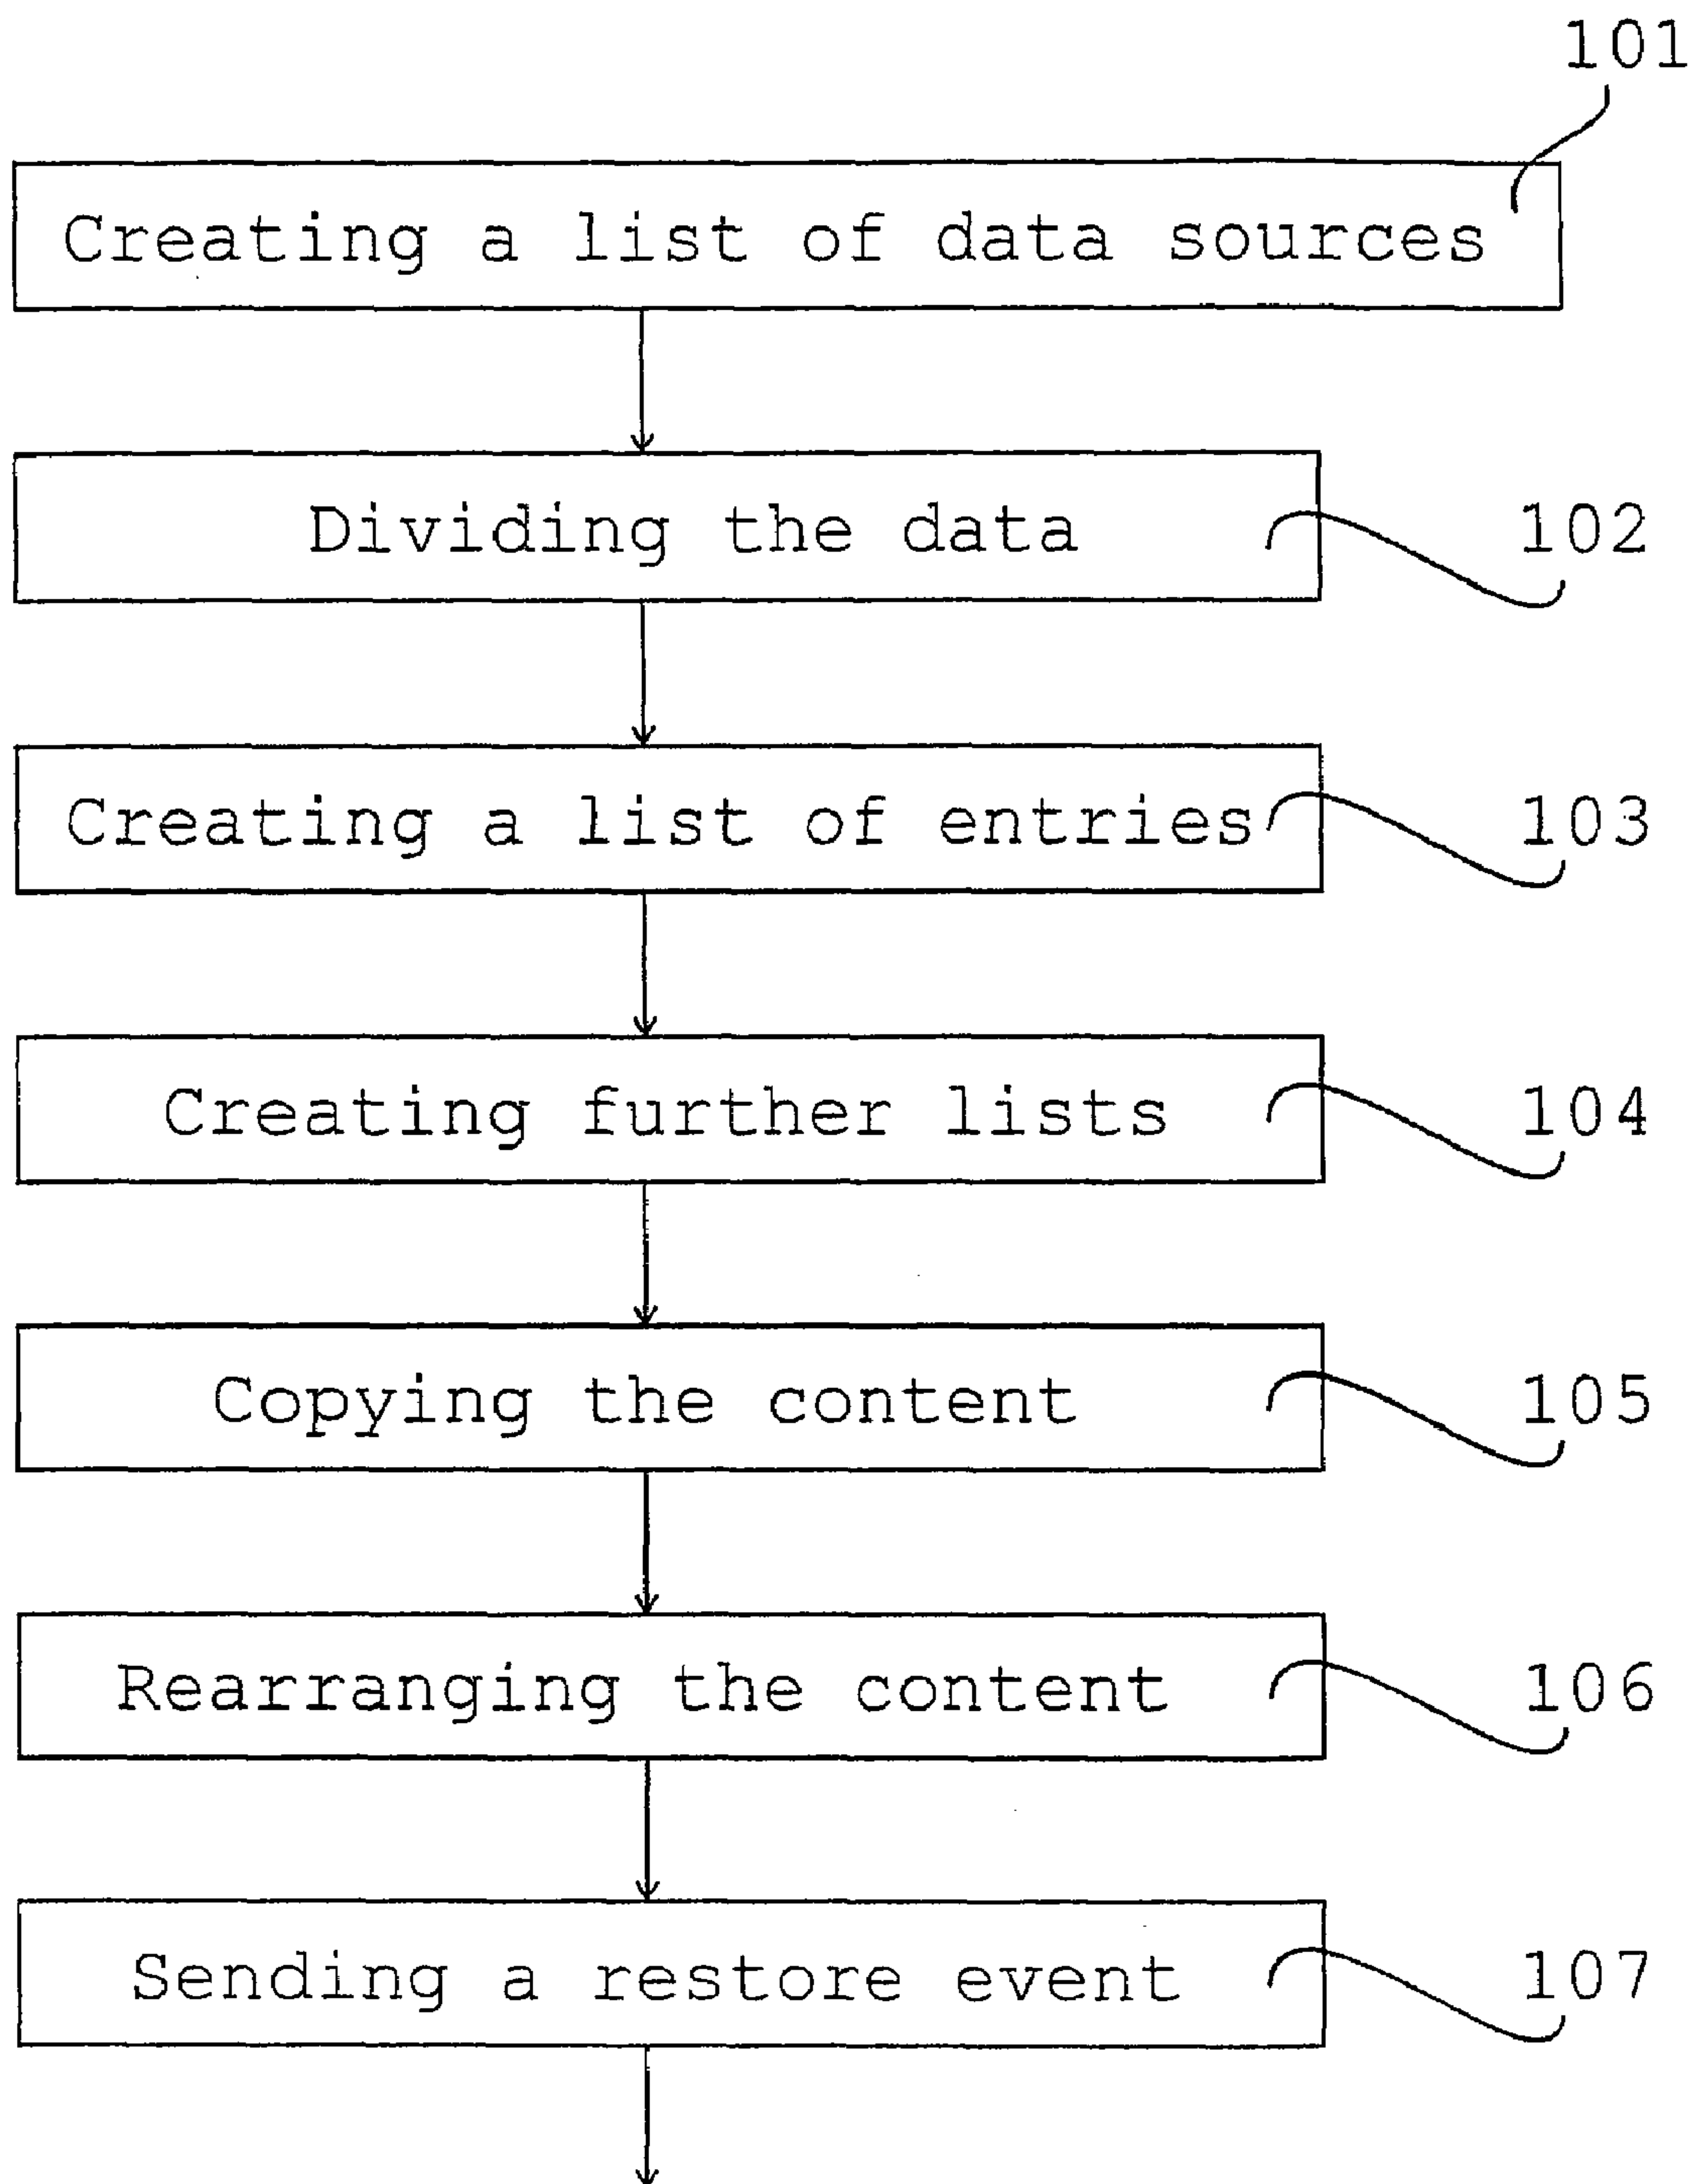 101
Creating a list of data sources
Dividing the data 102
Creating a list of entries 103
Creating further lists 104
Copying the content 105
Rearranging the content 106
Sending a restore event 107